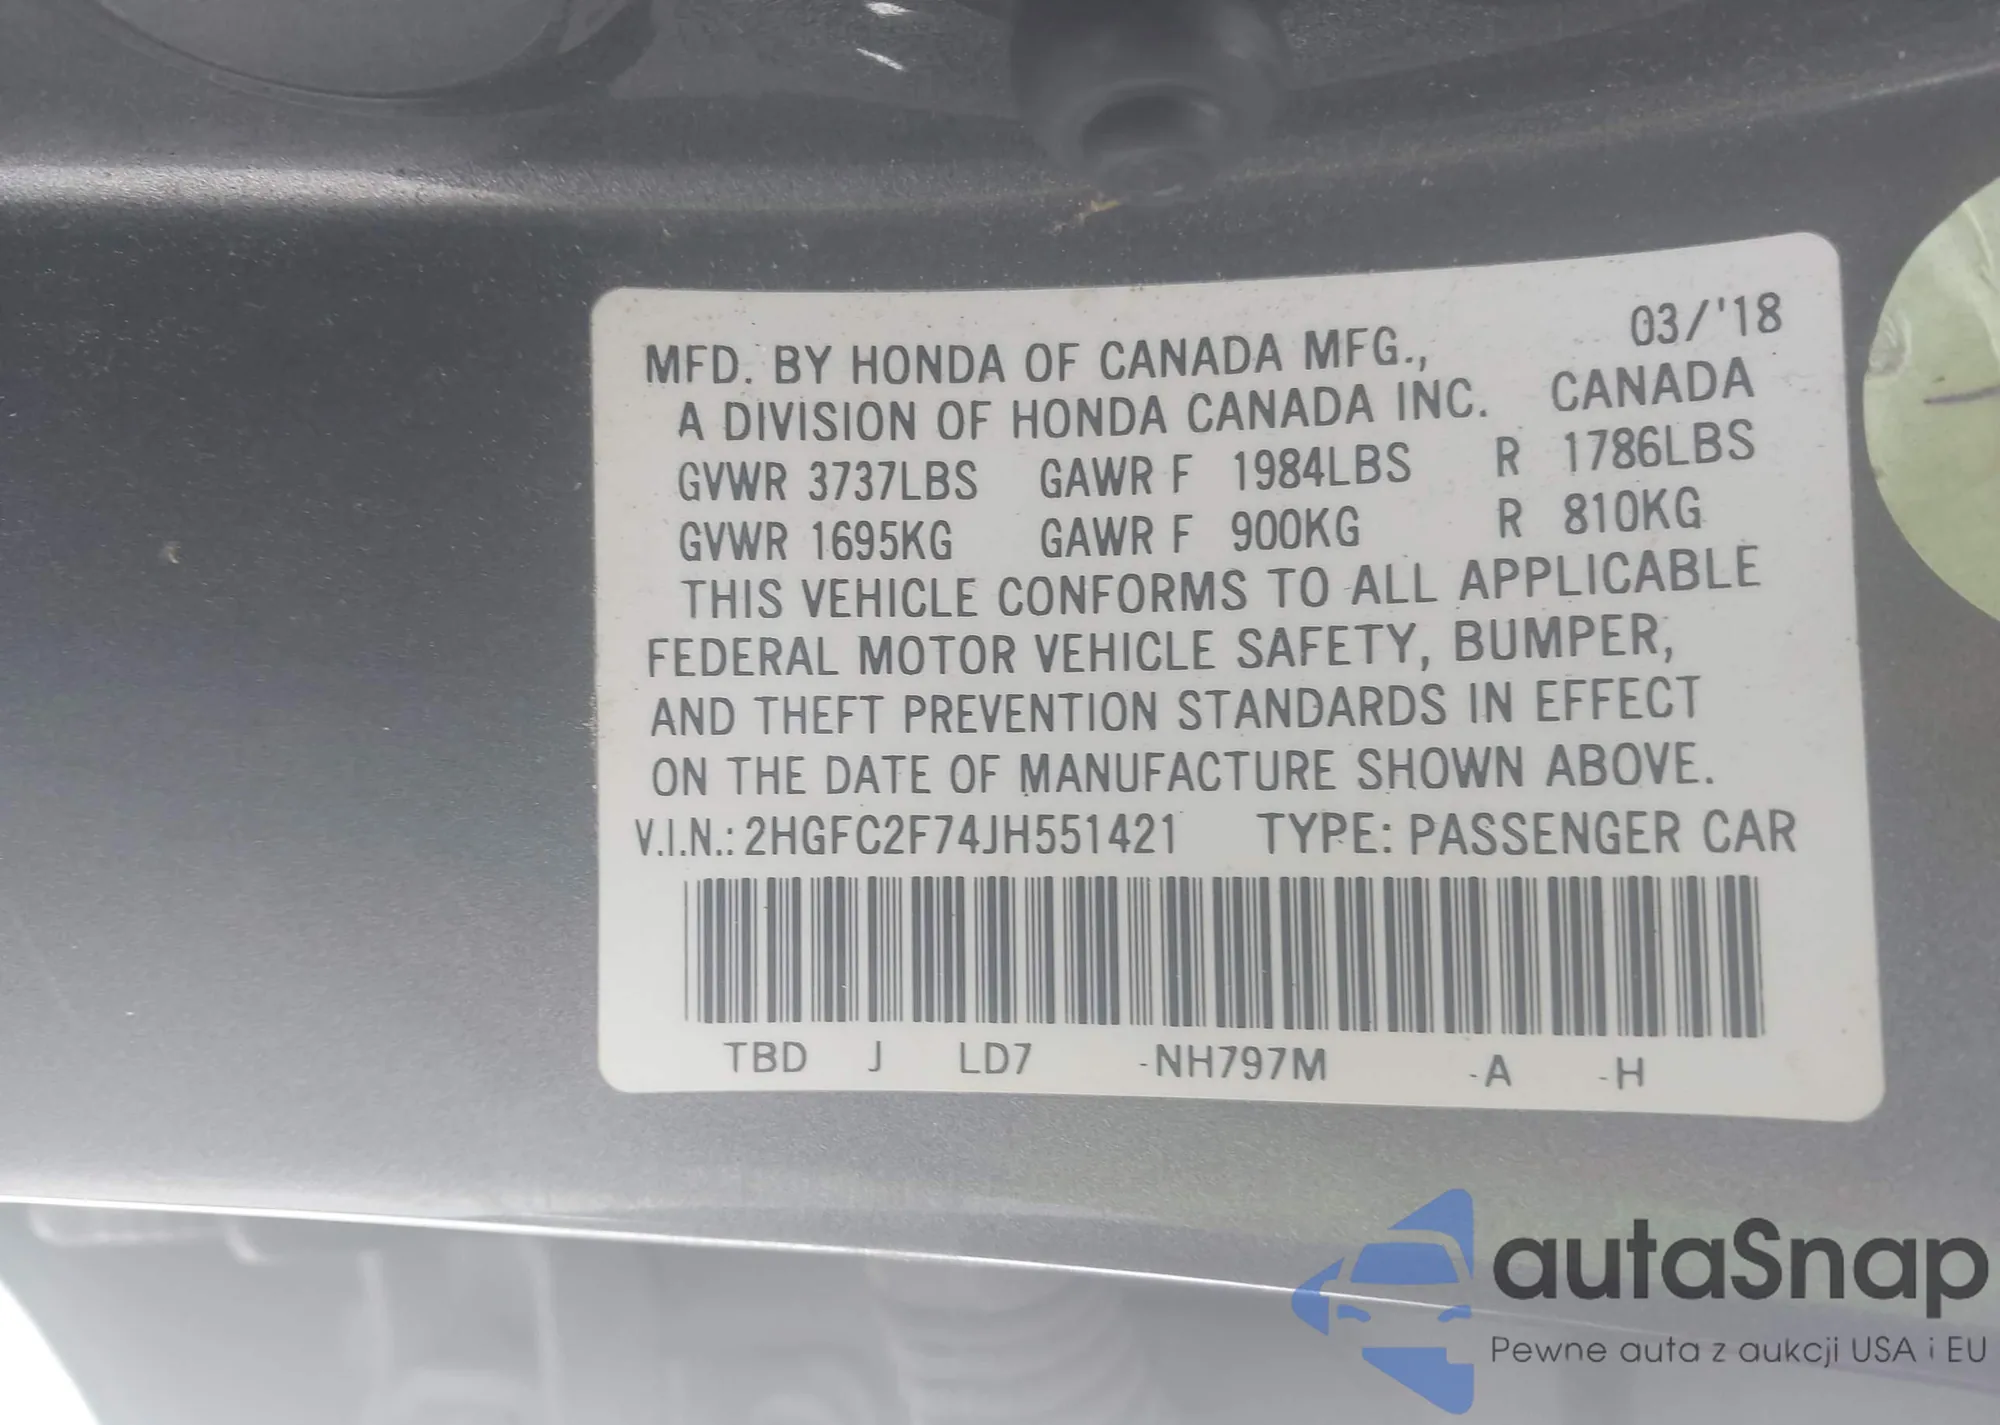 MFD. BY HONDA OF CANADA MFG., 03/'18
A DIVISION OF HONDA CANADA INC. CANADA
GVWR 3737LBS GAWR F 1984LBS R 1786LBS
GVWR 1695KG GAWR F 900KG R 810KG
THIS VEHICLE CONFORMS TO ALL APPLICABLE
FEDERAL MOTOR VEHICLE SAFETY, BUMPER,
AND THEFT PREVENTION STANDARDS IN EFFECT
ON THE DATE OF MANUFACTURE SHOWN ABOVE.
V.I.N.: 2HGFC2F74JH551421 TYPE: PASSENGER CAR
TBD J LD7 -NH797M -A -H
autaSnap
Pewne auta z aukcji USA i EU